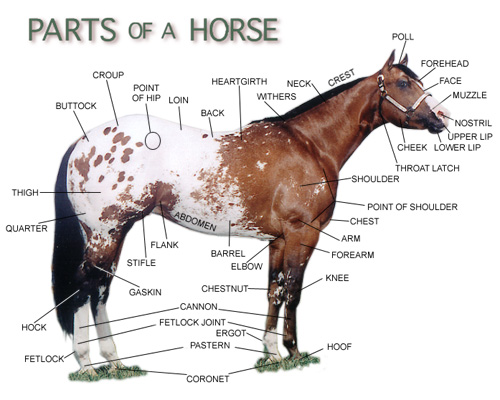 PARTS OF A HORSE
POLL
FOREHEAD
FACE
MUZZLE
NOSTRIL
UPPER LIP
LOWER LIP
CHEEK
THROAT LATCH
CREST
NECK
WITHERS
HEARTGIRTH
BACK
LOIN
POINT
OF HIP
CROUP
BUTTOCK
THIGH
QUARTER
SHOULDER
POINT OF SHOULDER
CHEST
ARM
FOREARM
KNEE
ABDOMEN
FLANK
STIFLE
GASKIN
BARREL
ELBOW
CHESTNUT
HOCK
CANNON
FETLOCK JOINT
ERGOT
FETLOCK
PASTERN
HOOF
CORONET